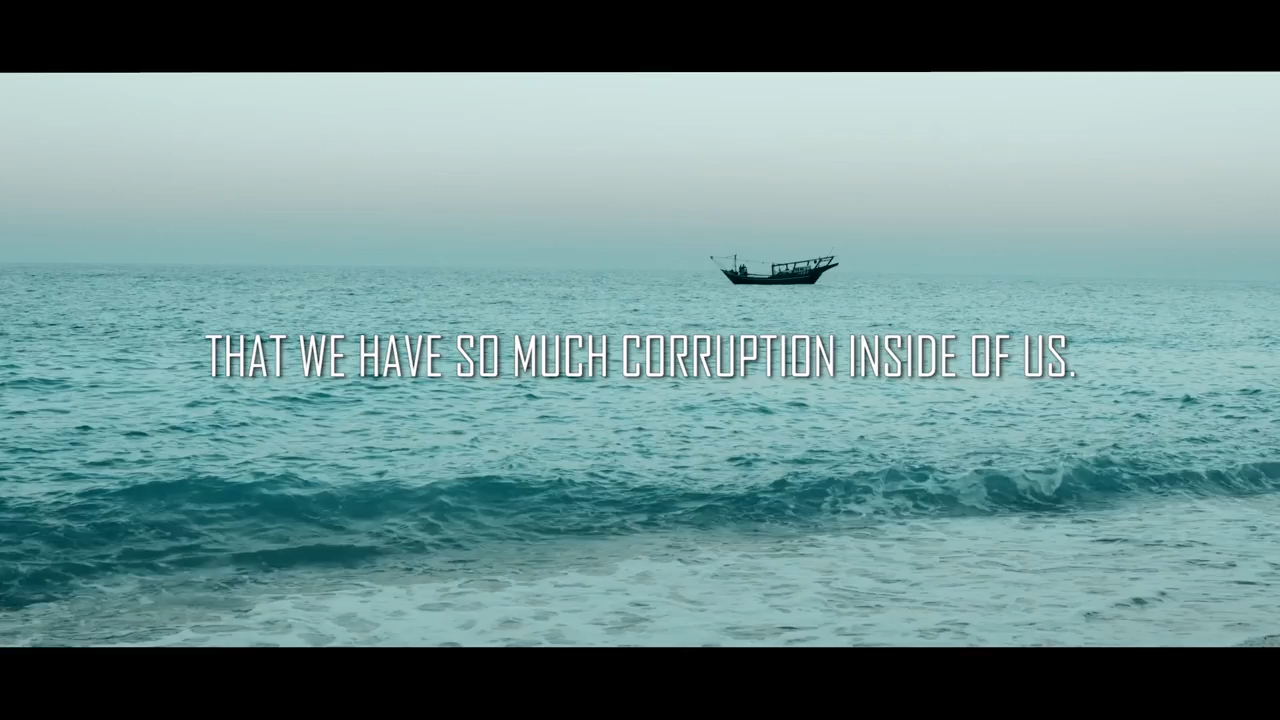 THAT WE HAVE SO MUCH CORRUPTION INSIDE OF US.